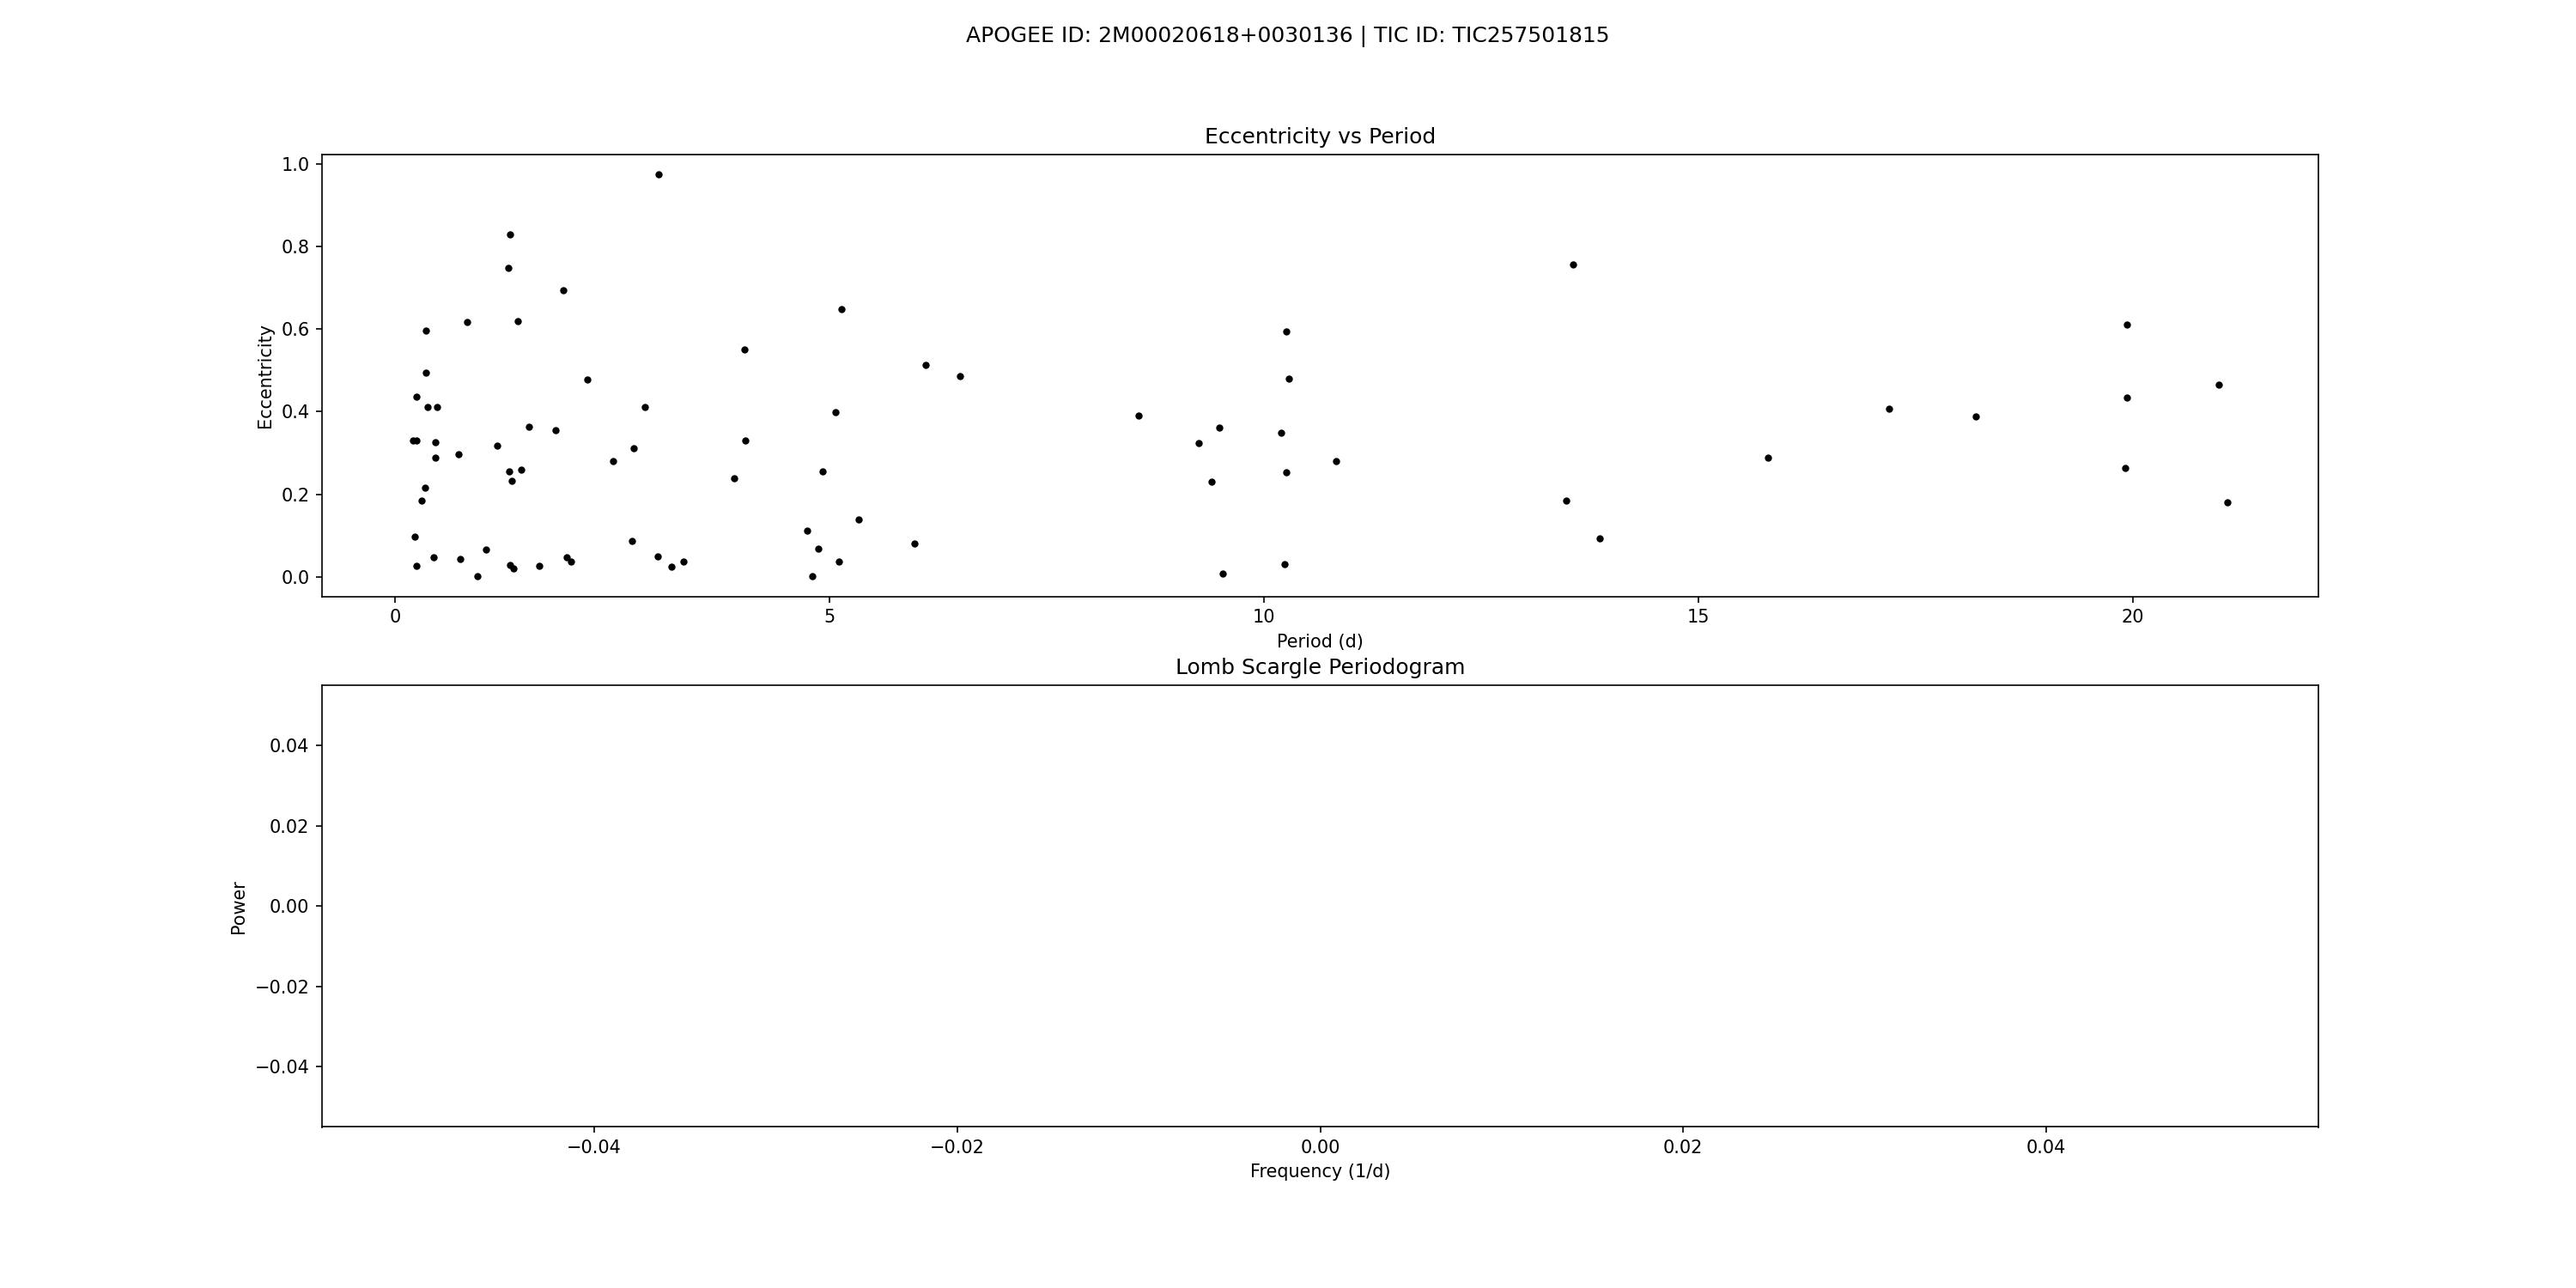 APOGEE ID: 2M00020618+0030136 | TIC ID: TIC257501815
Eccentricity vs Period
1.0
0.8
0.6
0.4
0.2
0.0
Eccentricity
0 5 10 15 20
Period (d)
Lomb Scargle Periodogram
0.04
0.02
0.00
−0.02
−0.04
Power
−0.04 −0.02 0.00 0.02 0.04
Frequency (1/d)